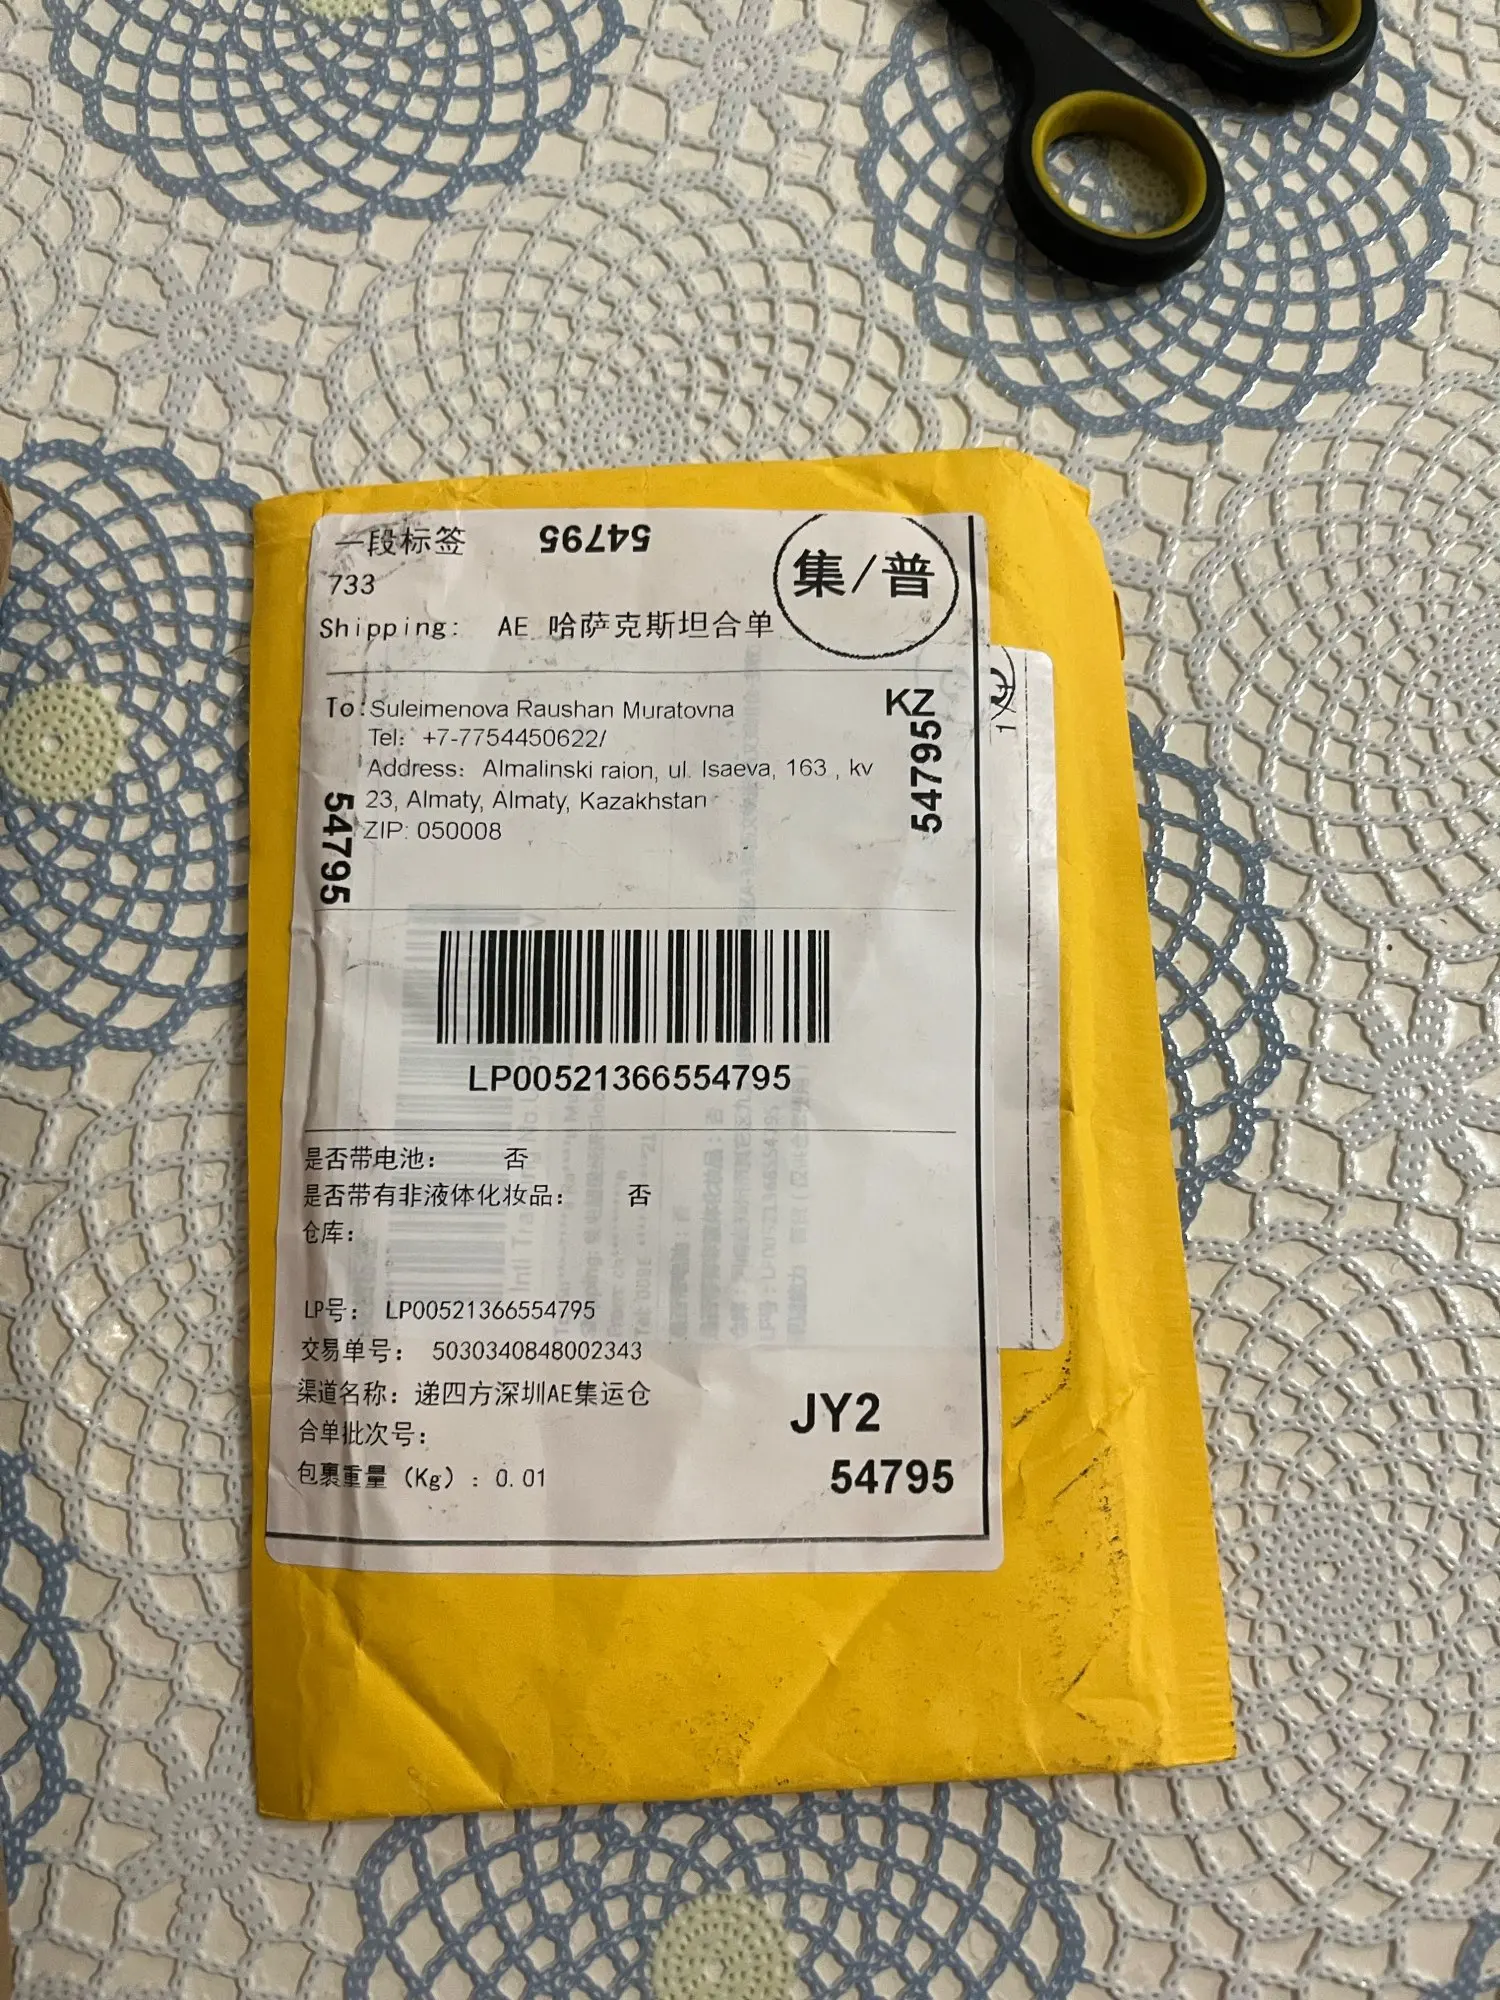 一段标签
54795
集/普
733
Shipping: AE 哈萨克斯坦合单
To:Suleimenova Raushan Muratovna
KZ
Tel: +7-7754450622/
Address: Almalinski raion, ul. Isaeva, 163 , kv
23, Almaty, Almaty, Kazakhstan
ZIP: 050008
54795
54795
LP00521366554795
是否带电池: 否
是否带有非液体化妆品: 否
仓库:
LP号: LP00521366554795
交易单号: 5030340848002343
渠道名称: 递四方深圳AE集运仓
合单批次号:
JY2
包裹重量 (Kg) : 0.01
54795